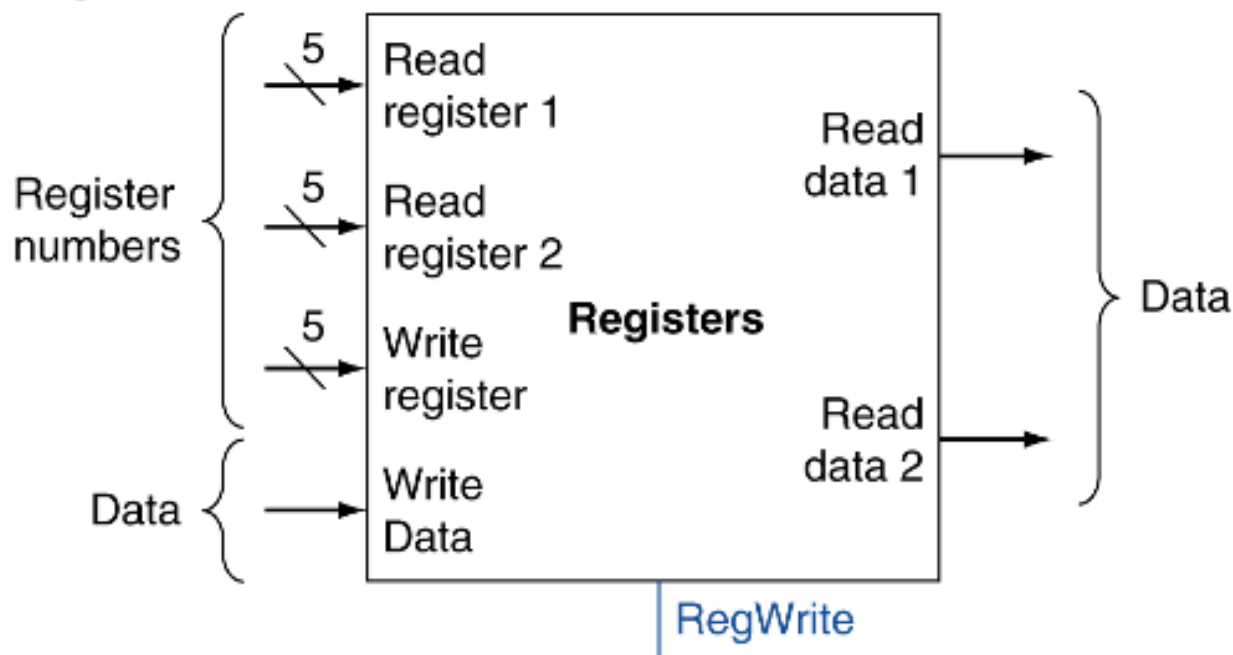 5
Read
register 1
5
Read
register 2
5
Write
register
Write
Data
Register
numbers
Data
Registers
Read
data 1
Read
data 2
Data
RegWrite